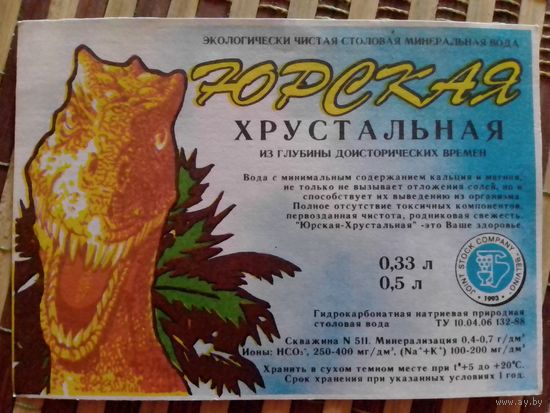 ЭКОЛОГИЧЕСКИ ЧИСТАЯ СТОЛОВАЯ МИНЕРАЛЬНАЯ ВОДА
ЮРСКАЯ
ХРУСТАЛЬНАЯ
ИЗ ГЛУБИНЫ ДОИСТОРИЧЕСКИХ ВРЕМЕН
Вода с минимальным содержанием кальция и магния,
не только не вызывает отложения солей, но и
способствует их выведению из организма.
Полное отсутствие токсичных компонентов,
первозданная чистота, родниковая свежесть.
"Юрская-Хрустальная" -это Ваше здоровье.
0,33 л
0,5 л
JOINT STOCK COMPANY "BELVINO"
· 1993 ·
Гидрокарбонатная натриевая природная
столовая вода ТУ 10.04.06 132-88
Скважина N 511. Минерализация 0,4-0,7 г/дм³
Ионы: HCO₃⁻, 250-400 мг/дм³, (Na⁺+K⁺) 100-200 мг/дм³
Хранить в сухом темном месте при t°+5 до +20°С.
Срок хранения при указанных условиях 1 год.
www.ay.by